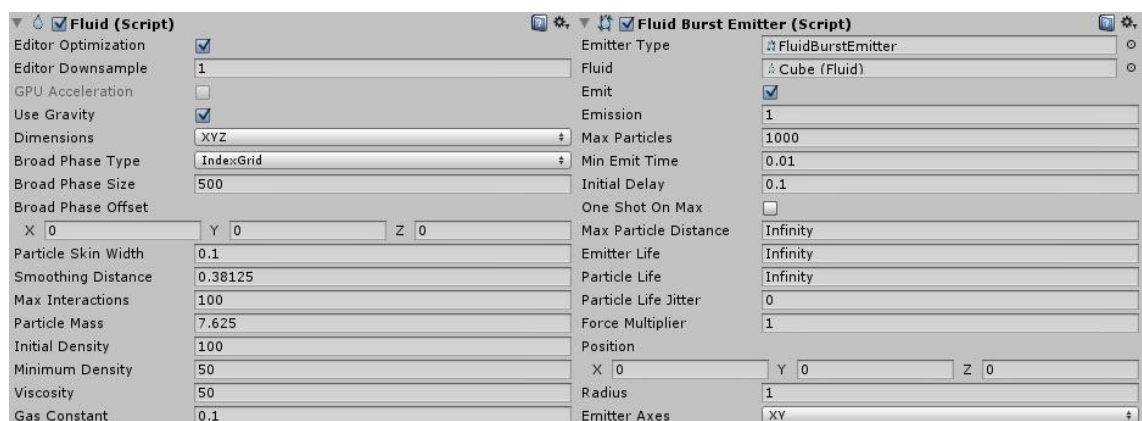 Fluid (Script)
Editor Optimization
Editor Downsample 1
GPU Acceleration
Use Gravity
Dimensions XYZ
Broad Phase Type IndexGrid
Broad Phase Size 500
Broad Phase Offset
X 0 Y 0 Z 0
Particle Skin Width 0.1
Smoothing Distance 0.38125
Max Interactions 100
Particle Mass 7.625
Initial Density 100
Minimum Density 50
Viscosity 50
Gas Constant 0.1
Fluid Burst Emitter (Script)
Emitter Type FluidBurstEmitter
Fluid Cube (Fluid)
Emit
Emission 1
Max Particles 1000
Min Emit Time 0.01
Initial Delay 0.1
One Shot On Max
Max Particle Distance Infinity
Emitter Life Infinity
Particle Life Infinity
Particle Life Jitter 0
Force Multiplier 1
Position
X 0 Y 0 Z 0
Radius 1
Emitter Axes XY